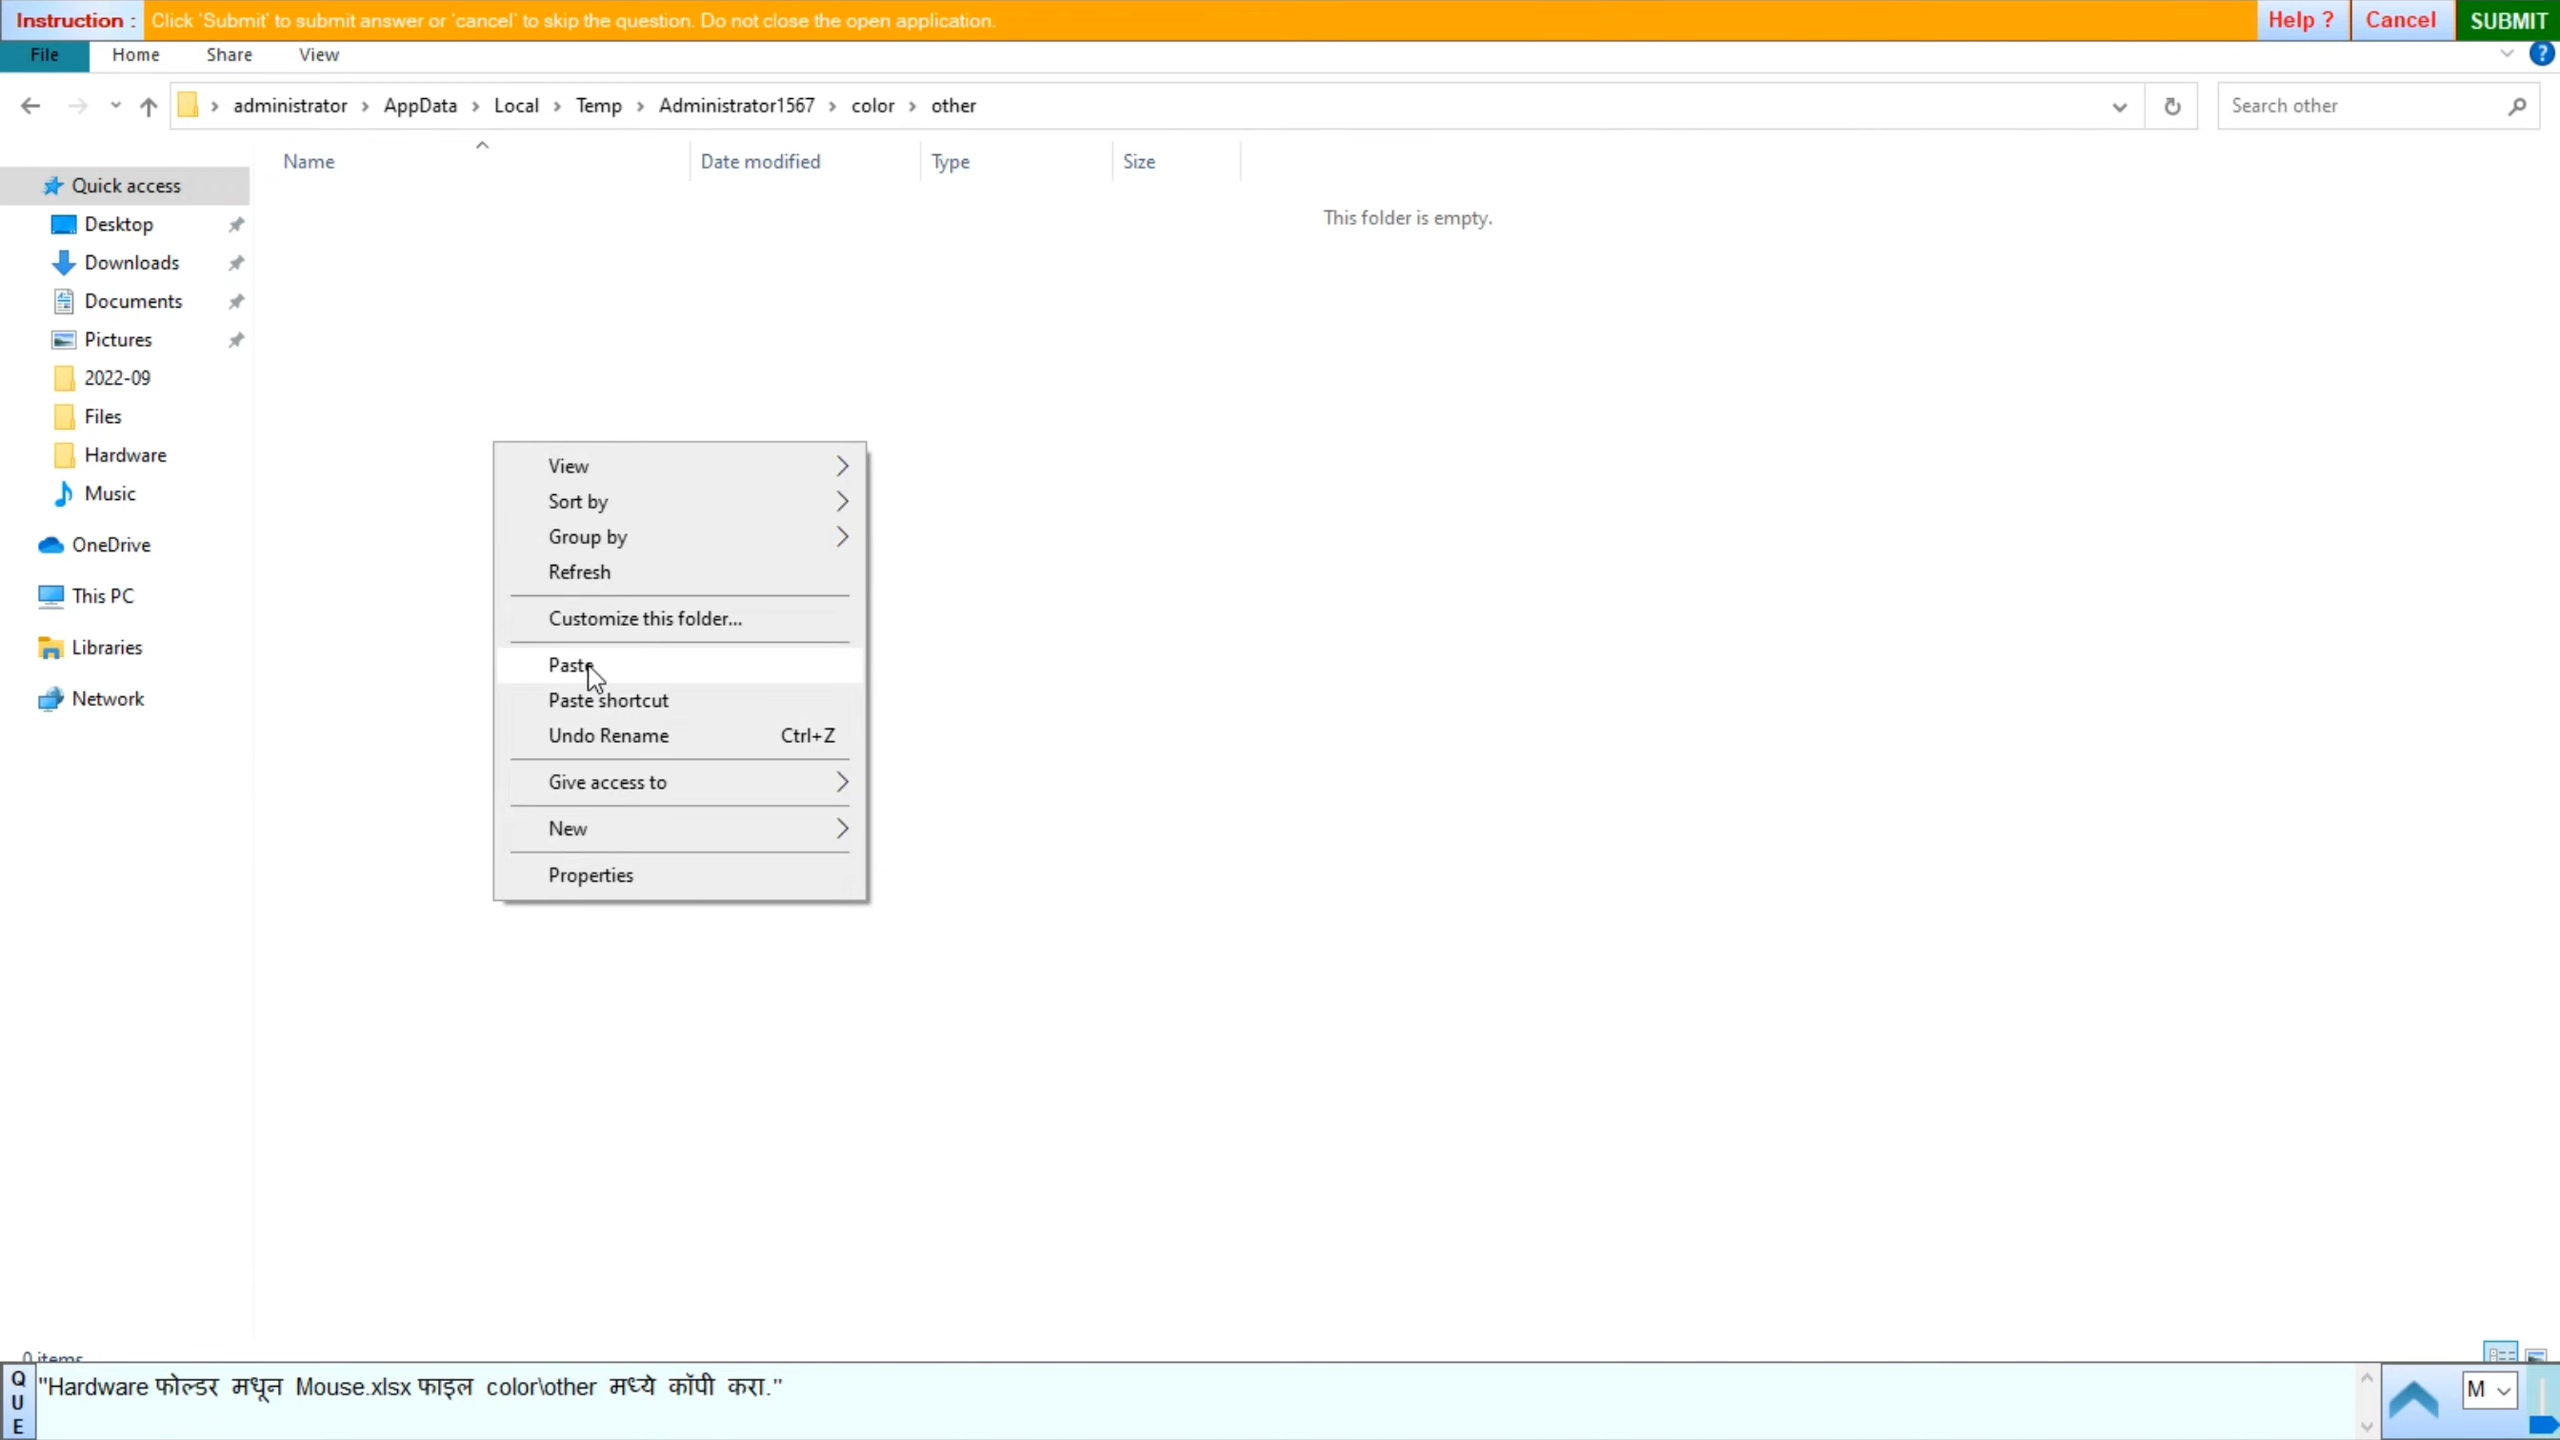 Instruction : Click 'Submit' to submit answer or 'cancel' to skip the question. Do not close the open application. Help ? Cancel SUBMIT
File Home Share View
administrator AppData Local Temp Administrator1567 color other Search other
Name Date modified Type Size
This folder is empty.
Quick access
Desktop
Downloads
Documents
Pictures
2022-09
Files
Hardware
Music
OneDrive
This PC
Libraries
Network
View
Sort by
Group by
Refresh
Customize this folder...
Paste
Paste shortcut
Undo Rename Ctrl+Z
Give access to
New
Properties
0 items
QUE "Hardware फोल्डर मधून Mouse.xlsx फाइल color\other मध्ये कॉपी करा." M